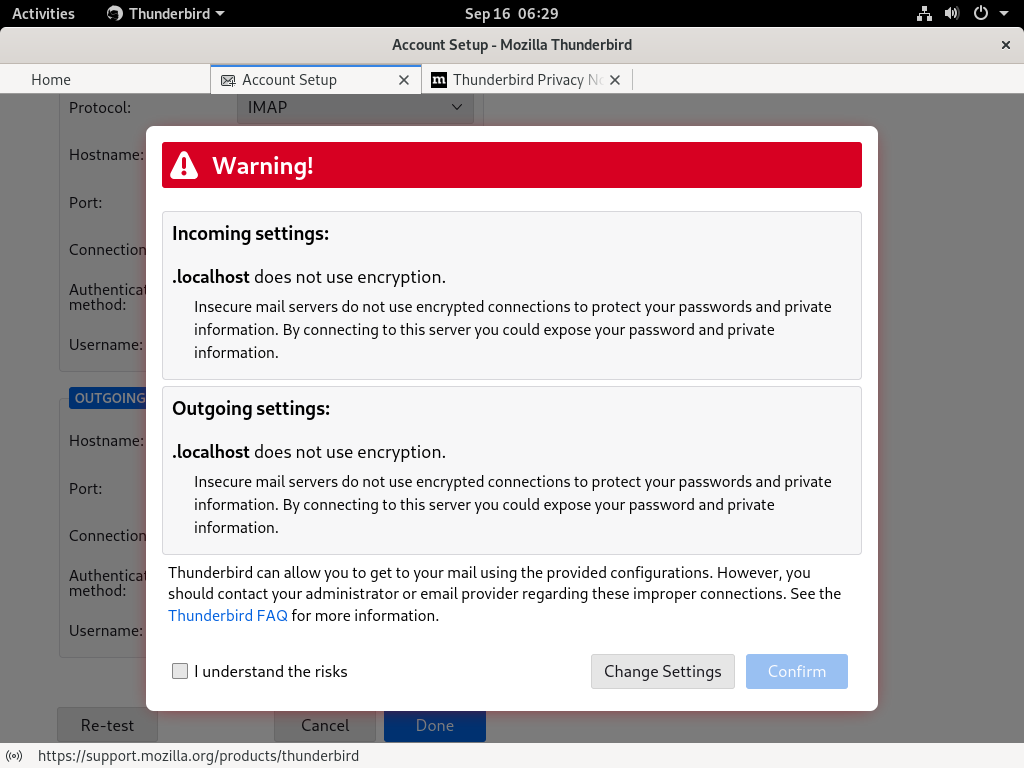 Activities Thunderbird Sep 16 06:29
Account Setup - Mozilla Thunderbird
Home Account Setup m Thunderbird Privacy No
Protocol: IMAP
Warning!
Hostname:
Port:
Incoming settings:
Connection
.localhost does not use encryption.
Authenticat
method:
Insecure mail servers do not use encrypted connections to protect your passwords and private
information. By connecting to this server you could expose your password and private
information.
Username:
OUTGOING
Outgoing settings:
Hostname:
.localhost does not use encryption.
Port:
Insecure mail servers do not use encrypted connections to protect your passwords and private
information. By connecting to this server you could expose your password and private
information.
Connection
Authenticat
method:
Thunderbird can allow you to get to your mail using the provided configurations. However, you
should contact your administrator or email provider regarding these improper connections. See the
Thunderbird FAQ for more information.
Username:
I understand the risks Change Settings Confirm
Re-test Cancel Done
https://support.mozilla.org/products/thunderbird